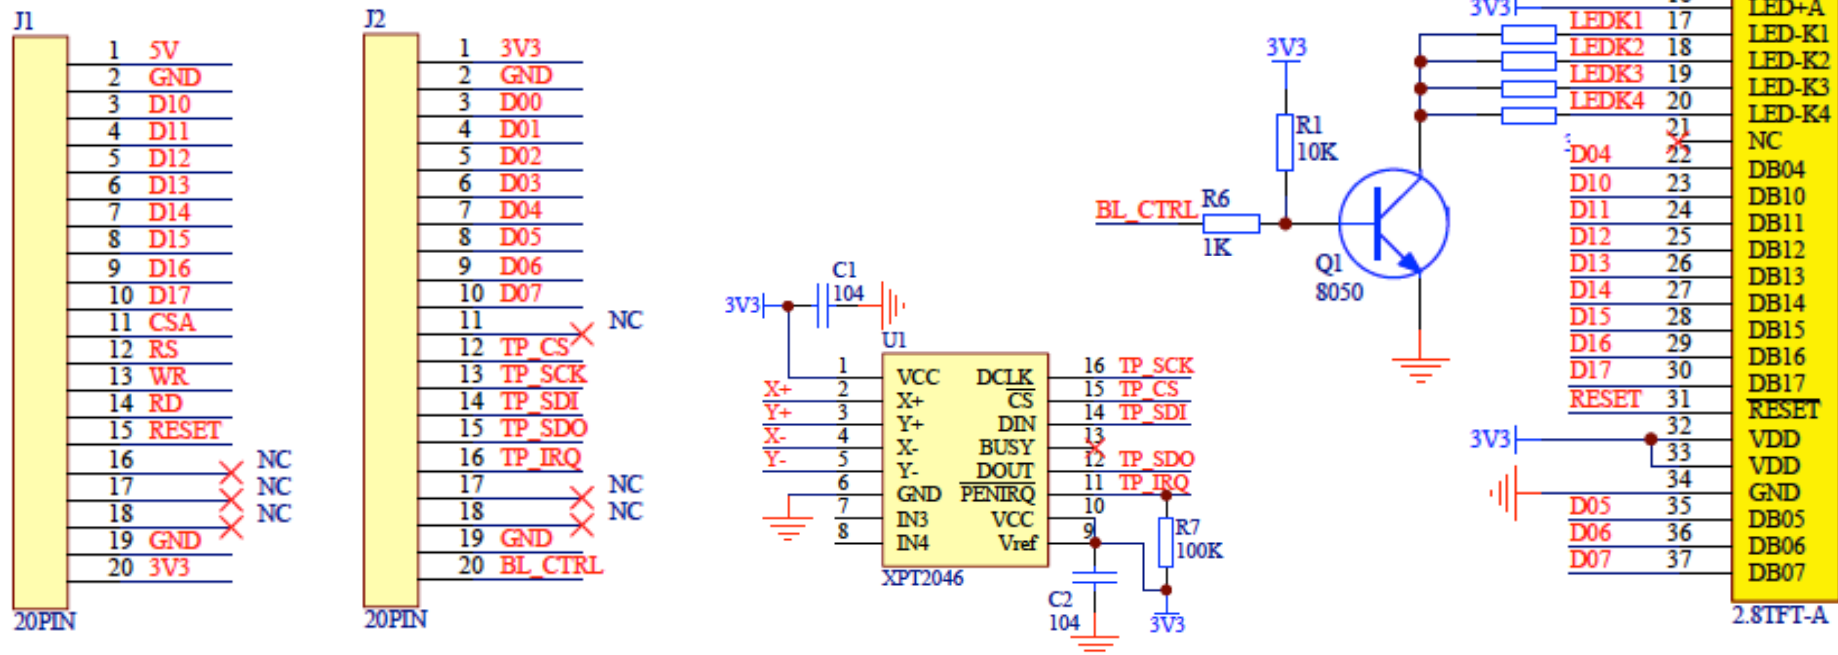 J1
1 5V
2 GND
3 D10
4 D11
5 D12
6 D13
7 D14
8 D15
9 D16
10 D17
11 CSA
12 RS
13 WR
14 RD
15 RESET
16 NC
17 NC
18 NC
19 GND
20 3V3
20PIN
J2
1 3V3
2 GND
3 D00
4 D01
5 D02
6 D03
7 D04
8 D05
9 D06
10 D07
11 NC
12 TP_CS
13 TP_SCK
14 TP_SDI
15 TP_SDO
16 TP_IRQ
17 NC
18 NC
19 GND
20 BL_CTRL
20PIN
3V3
C1
104
U1
1 VCC DCLK 16 TP_SCK
X+ 2 X+ CS 15 TP_CS
Y+ 3 Y+ DIN 14 TP_SDI
X- 4 X- BUSY 13
Y- 5 Y- DOUT 12 TP_SDO
6 GND PENIRQ 11 TP_IRQ
7 IN3 VCC 10
8 IN4 Vref 9
XPT2046
R7
100K
C2
104
3V3
3V3
R1
10K
BL_CTRL
R6
1K
Q1
8050
3V3 LED+A
LEDK1 17 LED-K1
LEDK2 18 LED-K2
LEDK3 19 LED-K3
LEDK4 20 LED-K4
21 NC
D04 22 DB04
D10 23 DB10
D11 24 DB11
D12 25 DB12
D13 26 DB13
D14 27 DB14
D15 28 DB15
D16 29 DB16
D17 30 DB17
RESET 31 RESET
3V3 32 VDD
33 VDD
34 GND
D05 35 DB05
D06 36 DB06
D07 37 DB07
2.8TFT-A